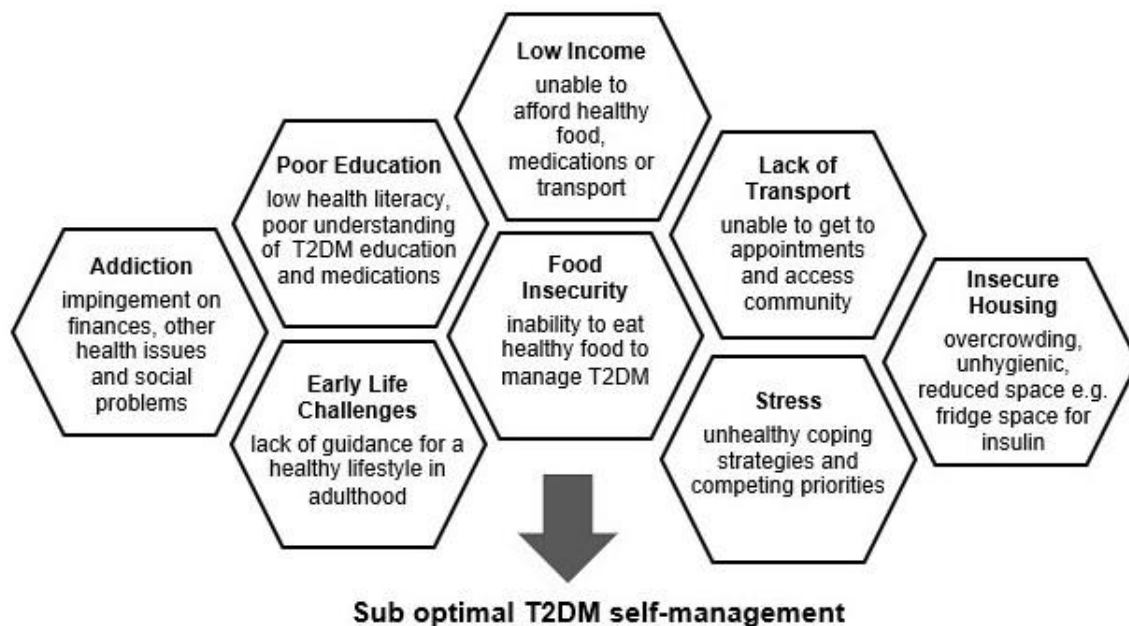 Low Income
unable to
afford healthy
food,
medications or
transport
Poor Education
low health literacy,
poor understanding
of T2DM education
and medications
Lack of
Transport
unable to get to
appointments
and access
community
Addiction
impingement on
finances, other
health issues
and social
problems
Food
Insecurity
inability to eat
healthy food to
manage T2DM
Insecure
Housing
overcrowding,
unhygienic,
reduced space e.g.
fridge space for
insulin
Early Life
Challenges
lack of guidance for a
healthy lifestyle in
adulthood
Stress
unhealthy coping
strategies and
competing priorities
Sub optimal T2DM self-management